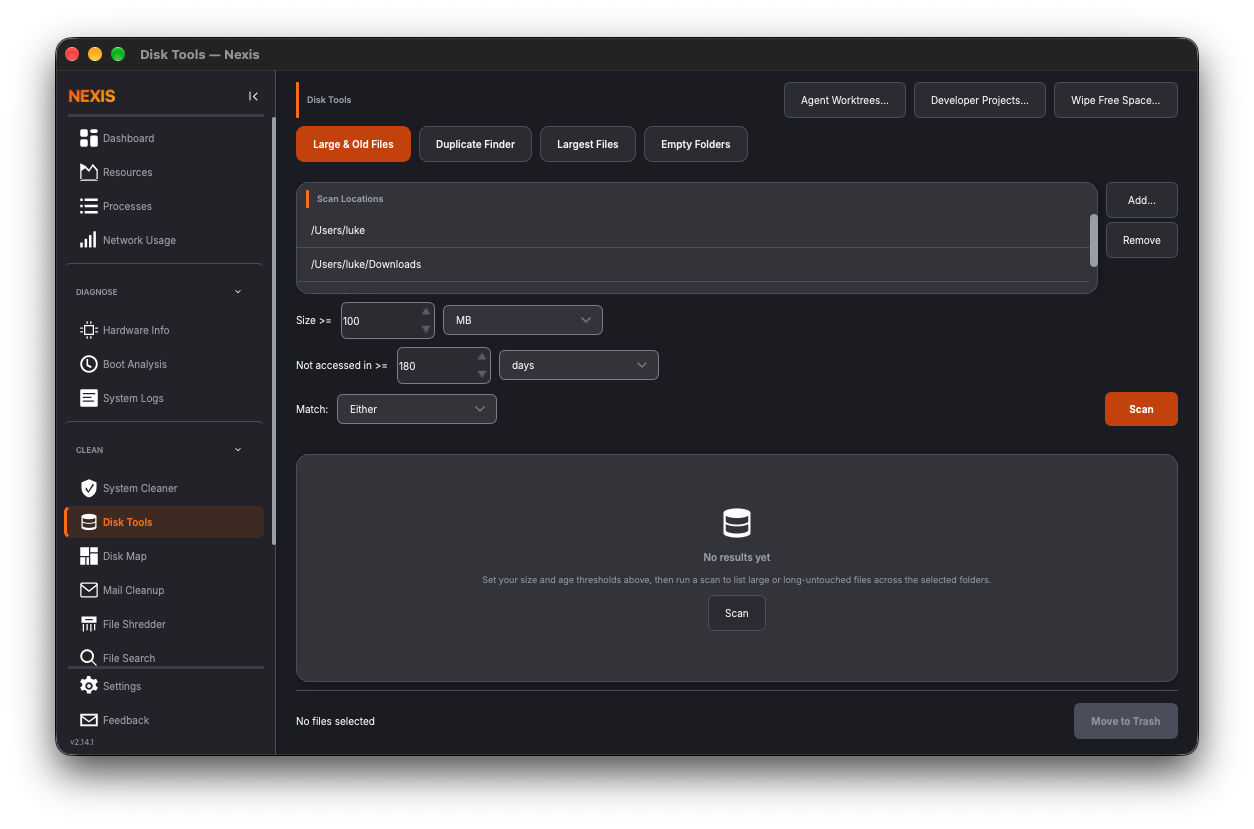 Disk Tools — Nexis
NEXIS
Dashboard
Resources
Processes
Network Usage
DIAGNOSE
Hardware Info
Boot Analysis
System Logs
CLEAN
System Cleaner
Disk Tools
Disk Map
Mail Cleanup
File Shredder
File Search
Settings
Feedback
v2.14.1
Disk Tools
Agent Worktrees...
Developer Projects...
Wipe Free Space...
Large & Old Files
Duplicate Finder
Largest Files
Empty Folders
Scan Locations
/Users/luke
/Users/luke/Downloads
Add...
Remove
Size >= 100 MB
Not accessed in >= 180 days
Match: Either
Scan
No results yet
Set your size and age thresholds above, then run a scan to list large or long-untouched files across the selected folders.
Scan
No files selected
Move to Trash